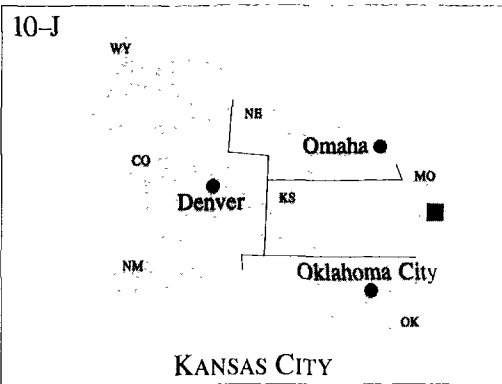 10–J
WY
NE
Omaha
CO
MO
Denver
KS
NM
Oklahoma City
OK
KANSAS CITY